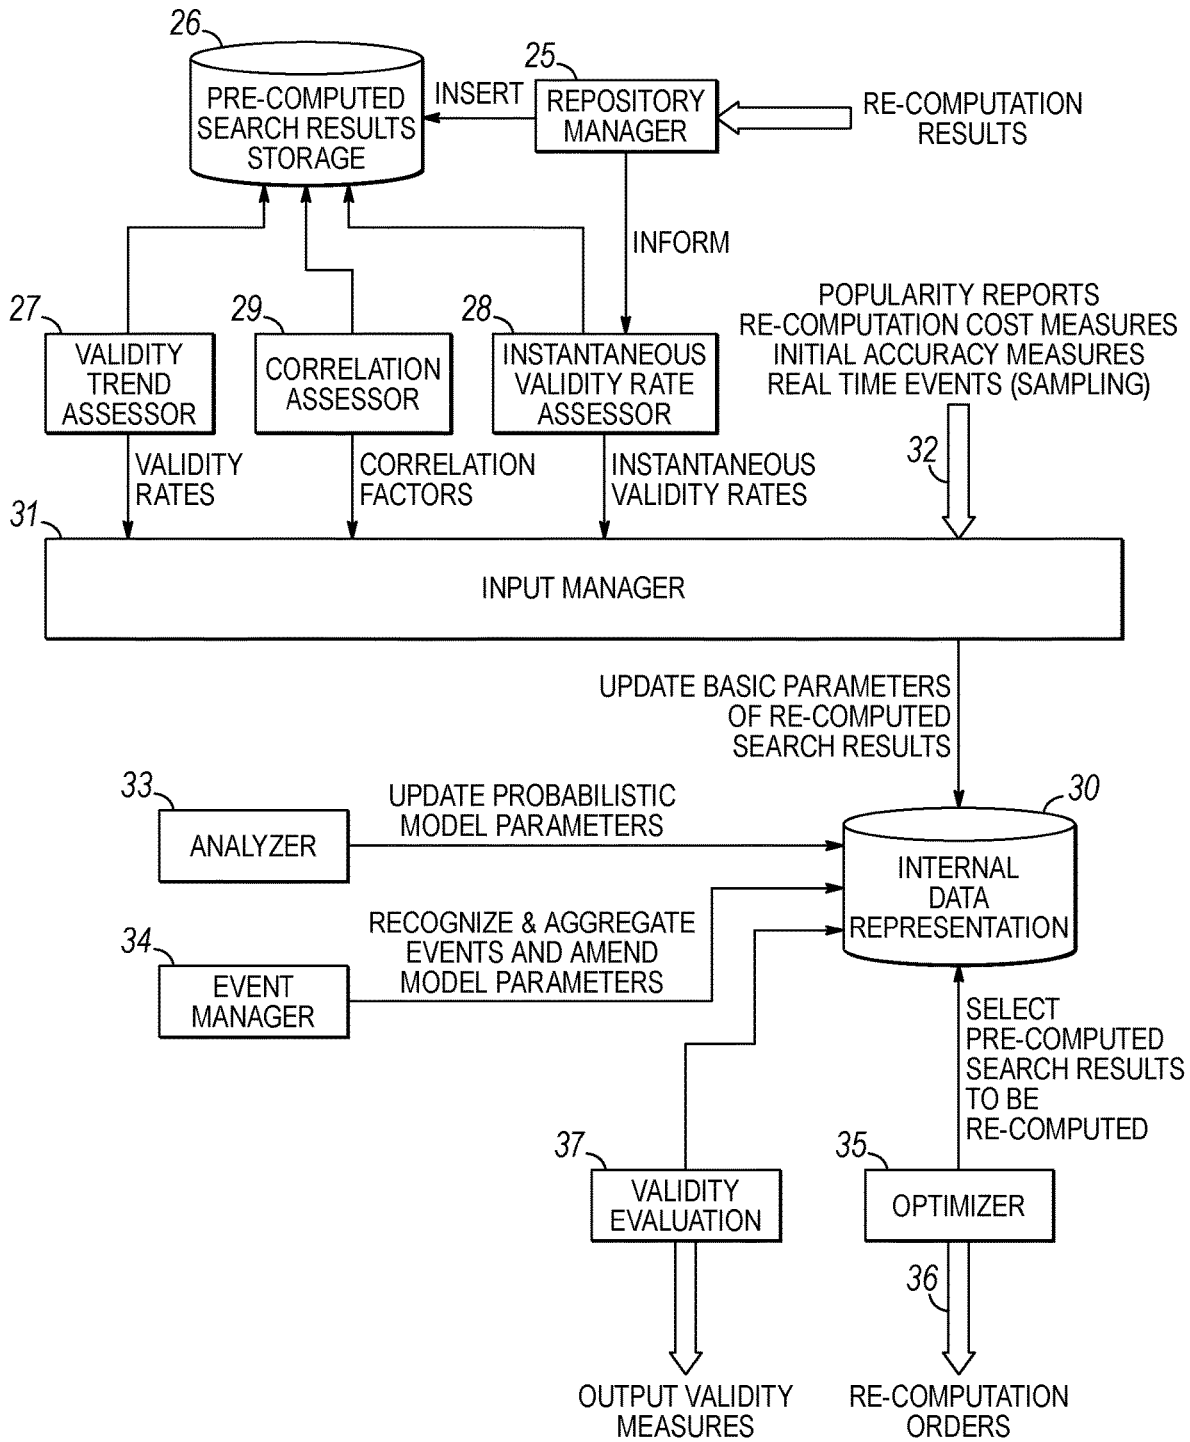 26
PRE-COMPUTED
SEARCH RESULTS
STORAGE
INSERT
25
REPOSITORY
MANAGER
RE-COMPUTATION
RESULTS
INFORM
27
VALIDITY
TREND
ASSESSOR
29
CORRELATION
ASSESSOR
28
INSTANTANEOUS
VALIDITY RATE
ASSESSOR
POPULARITY REPORTS
RE-COMPUTATION COST MEASURES
INITIAL ACCURACY MEASURES
REAL TIME EVENTS (SAMPLING)
VALIDITY
RATES
CORRELATION
FACTORS
INSTANTANEOUS
VALIDITY RATES
32
31
INPUT MANAGER
UPDATE BASIC PARAMETERS
OF RE-COMPUTED
SEARCH RESULTS
33
ANALYZER
UPDATE PROBABILISTIC
MODEL PARAMETERS
30
INTERNAL
DATA
REPRESENTATION
34
EVENT
MANAGER
RECOGNIZE & AGGREGATE
EVENTS AND AMEND
MODEL PARAMETERS
SELECT
PRE-COMPUTED
SEARCH RESULTS
TO BE
RE-COMPUTED
37
VALIDITY
EVALUATION
35
OPTIMIZER
36
OUTPUT VALIDITY
MEASURES
RE-COMPUTATION
ORDERS